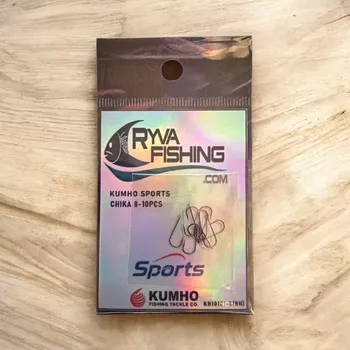 RYVA
FISHING
.COM
KUMHO SPORTS
CHIKA 8-10PCS
Sports
KUMHO
FISHING TACKLE CO.